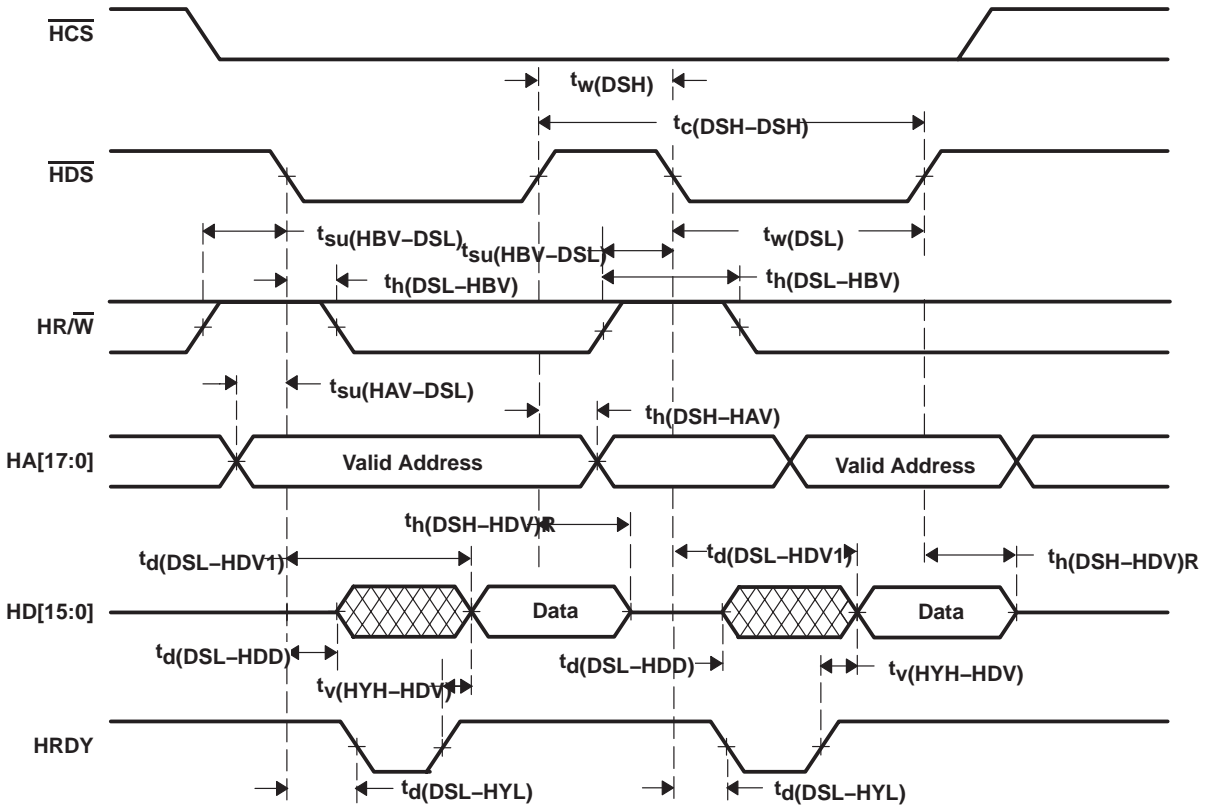 HCS
tw(DSH)
tc(DSH–DSH)
HDS
tsu(HBV–DSL)
tsu(HBV–DSL)
tw(DSL)
th(DSL–HBV)
th(DSL–HBV)
HR/W
tsu(HAV–DSL)
th(DSH–HAV)
HA[17:0]
Valid Address
Valid Address
th(DSH–HDV)R
td(DSL–HDV1)
td(DSL–HDV1)
th(DSH–HDV)R
HD[15:0]
Data
Data
td(DSL–HDD)
td(DSL–HDD)
tv(HYH–HDV)
tv(HYH–HDV)
HRDY
td(DSL–HYL)
td(DSL–HYL)